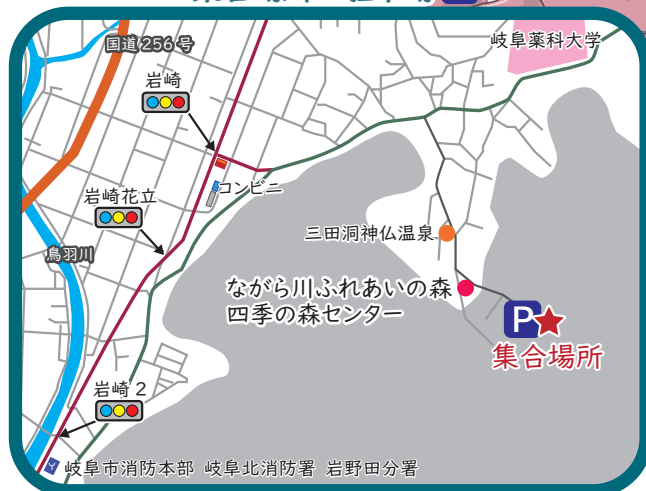 国道256号
岐阜薬科大学
岩崎
コンビニ
岩崎花立
三田洞神仏温泉
鳥羽川
ながら川ふれあいの森
四季の森センター
P
集合場所
岩崎2
岐阜市消防本部 岐阜北消防署 岩野田分署